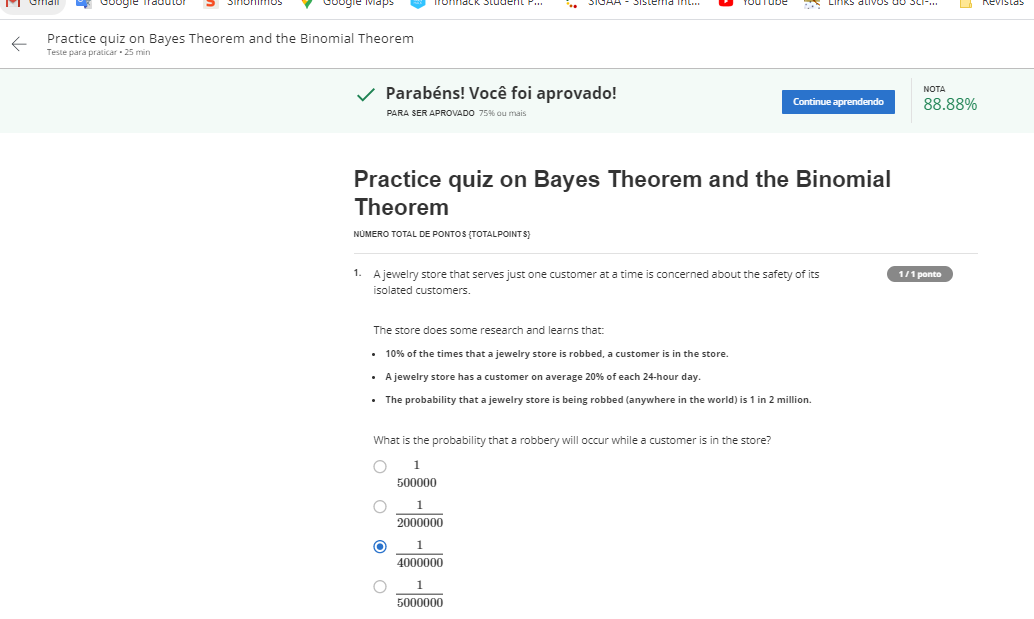 Gmail Google Tradutor Sinônimos Google Maps Ironhack Student P... SIGAA - Sistema Int... YouTube Links ativos do Sci-... Revistas
Practice quiz on Bayes Theorem and the Binomial Theorem
Teste para praticar • 25 min
Parabéns! Você foi aprovado!
PARA SER APROVADO 75% ou mais
Continue aprendendo
NOTA
88.88%
Practice quiz on Bayes Theorem and the Binomial
Theorem
NÚMERO TOTAL DE PONTOS {TOTALPOINTS}
1. A jewelry store that serves just one customer at a time is concerned about the safety of its
isolated customers.
1 / 1 ponto
The store does some research and learns that:
• 10% of the times that a jewelry store is robbed, a customer is in the store.
• A jewelry store has a customer on average 20% of each 24-hour day.
• The probability that a jewelry store is being robbed (anywhere in the world) is 1 in 2 million.
What is the probability that a robbery will occur while a customer is in the store?
1
500000
1
2000000
1
4000000
1
5000000